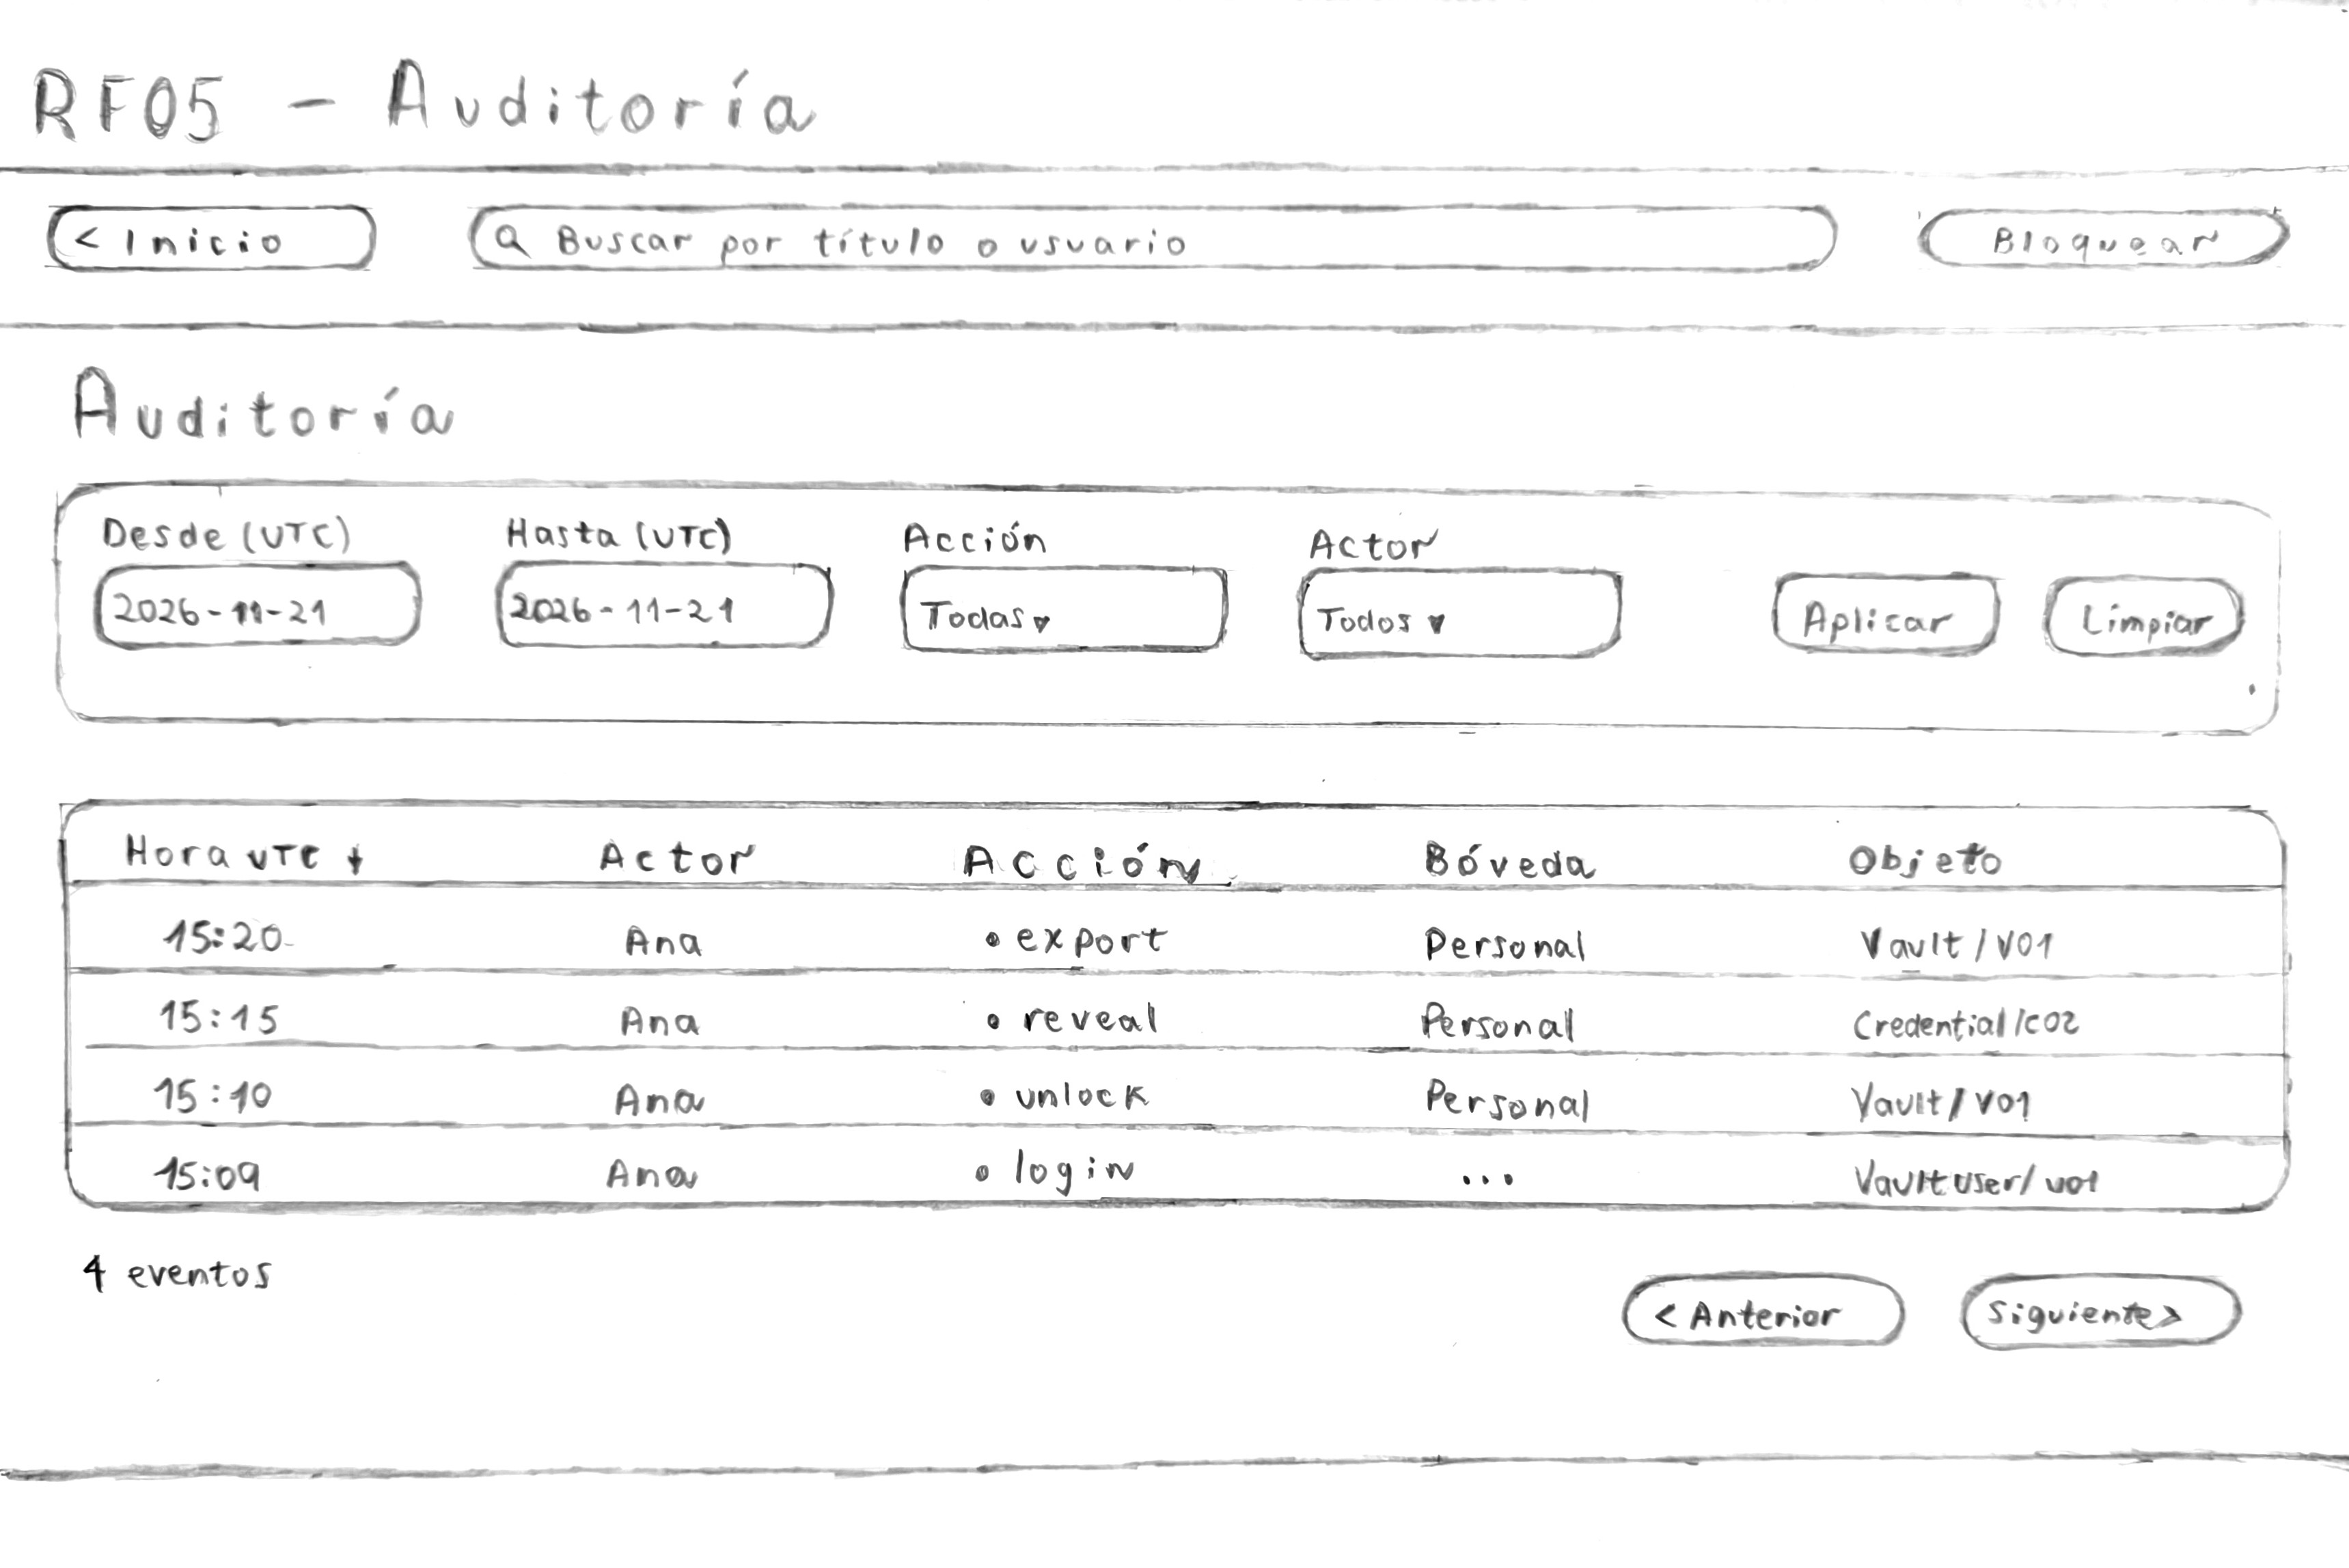 RF05 - Auditoría
< Inicio
Buscar por título o usuario
Bloquear
Auditoría
Desde (UTC) Hasta (UTC) Acción Actor
2026-11-21 2026-11-21 Todas ▾ Todos ▾ Aplicar Limpiar
Hora UTC ↓ Actor Acción Bóveda Objeto
15:20 Ana • export Personal Vault/V01
15:15 Ana • reveal Personal Credential/C02
15:10 Ana • unlock Personal Vault/V01
15:09 Ana • login ... VaultUser/U01
4 eventos
< Anterior Siguiente >